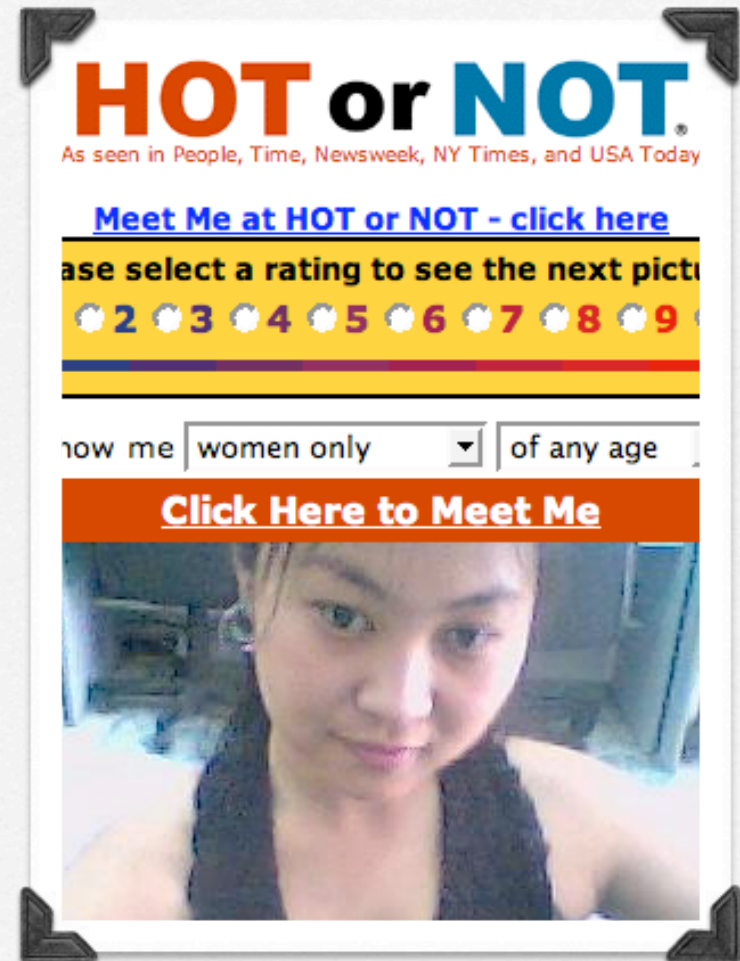 HOT or NOT®
As seen in People, Time, Newsweek, NY Times, and USA Today
Meet Me at HOT or NOT - click here
ase select a rating to see the next pictu
2 3 4 5 6 7 8 9
now me women only of any age
Click Here to Meet Me